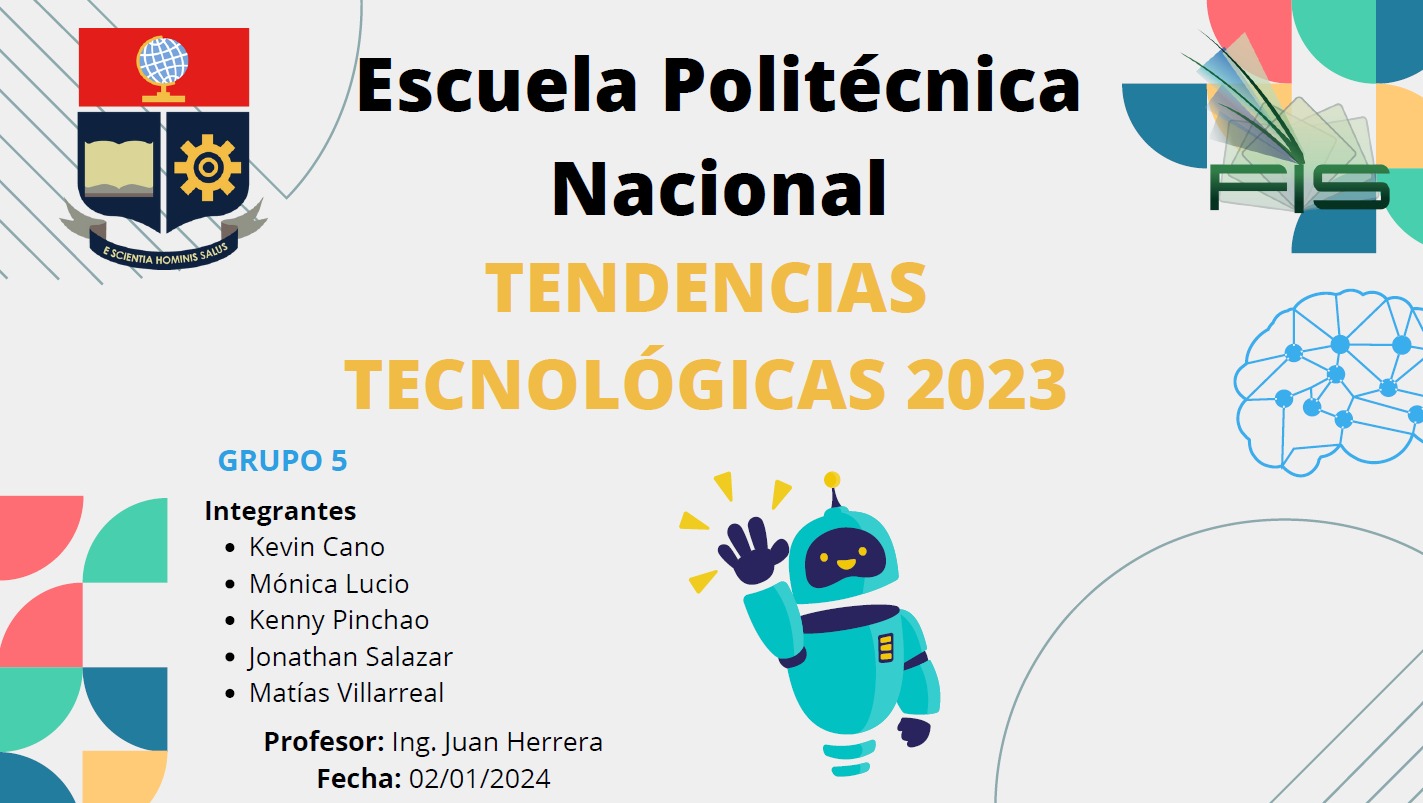 Escuela Politécnica
Nacional
TENDENCIAS
TECNOLÓGICAS 2023
E SCIENTIA HOMINIS SALUS
FIS
GRUPO 5
Integrantes
• Kevin Cano
• Mónica Lucio
• Kenny Pinchao
• Jonathan Salazar
• Matías Villarreal
Profesor: Ing. Juan Herrera
Fecha: 02/01/2024